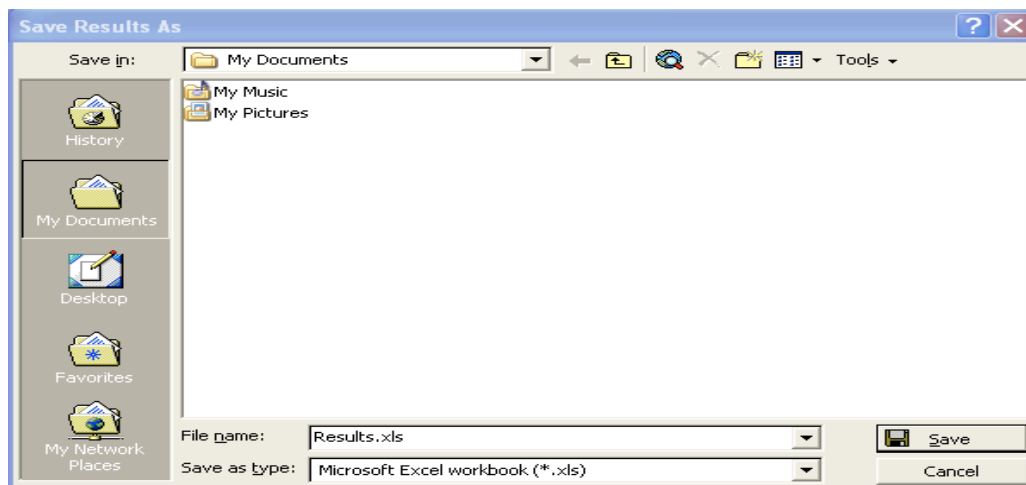 Save Results As
Save in: My Documents Tools
My Music
My Pictures
History
My Documents
Desktop
Favorites
My Network
Places
File name: Results.xls Save
Save as type: Microsoft Excel workbook (*.xls) Cancel